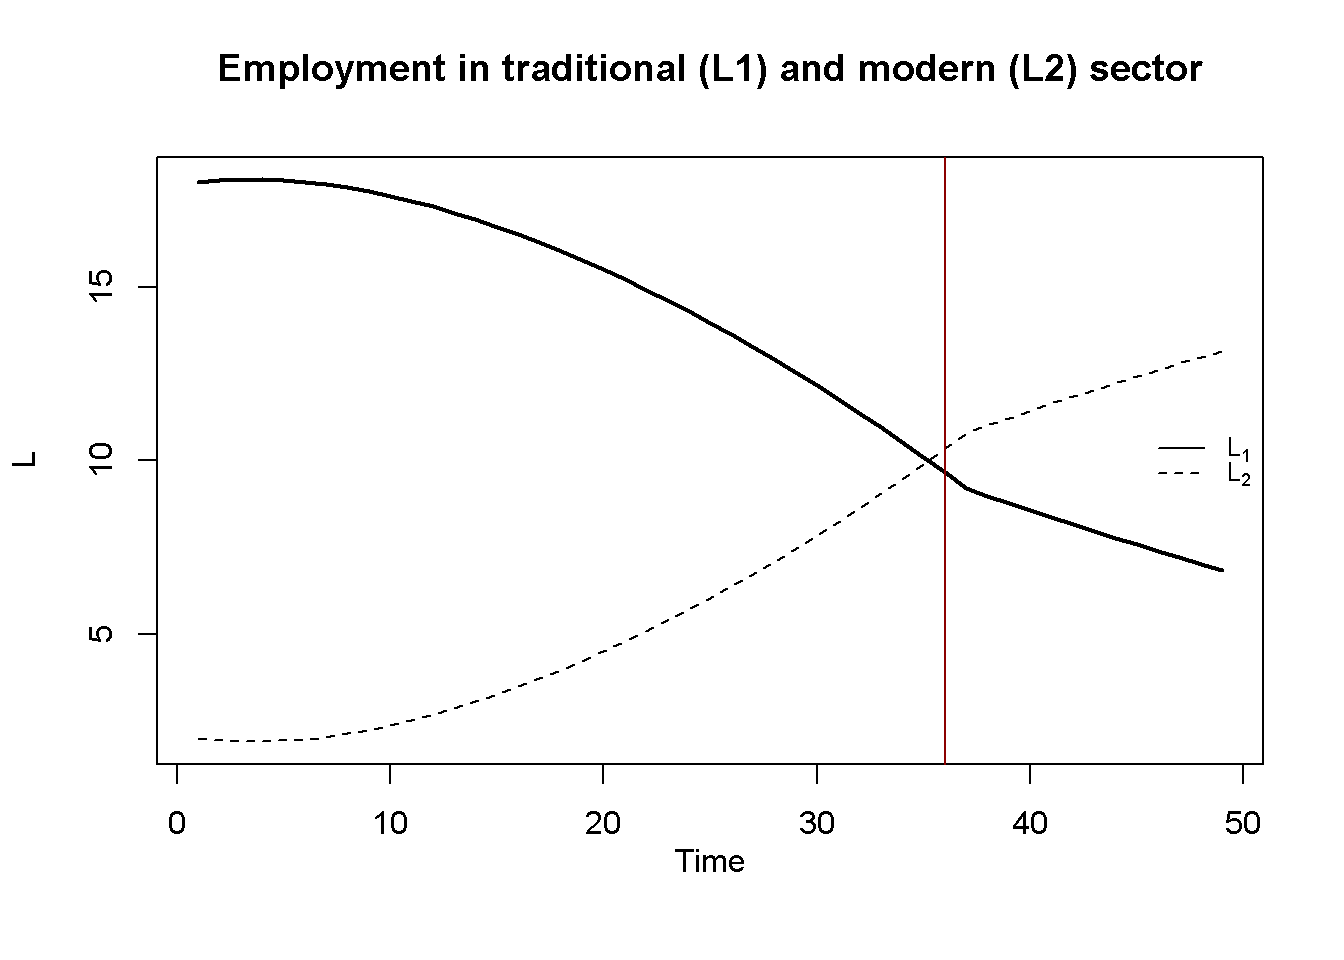 Employment in traditional (L1) and modern (L2) sector
L
15
10
5
L1
L2
0 10 20 30 40 50
Time